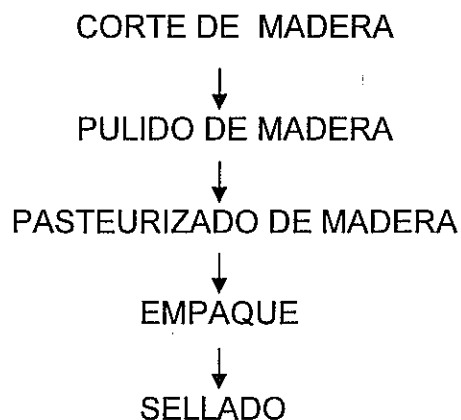 CORTE DE MADERA
PULIDO DE MADERA
PASTEURIZADO DE MADERA
EMPAQUE
SELLADO